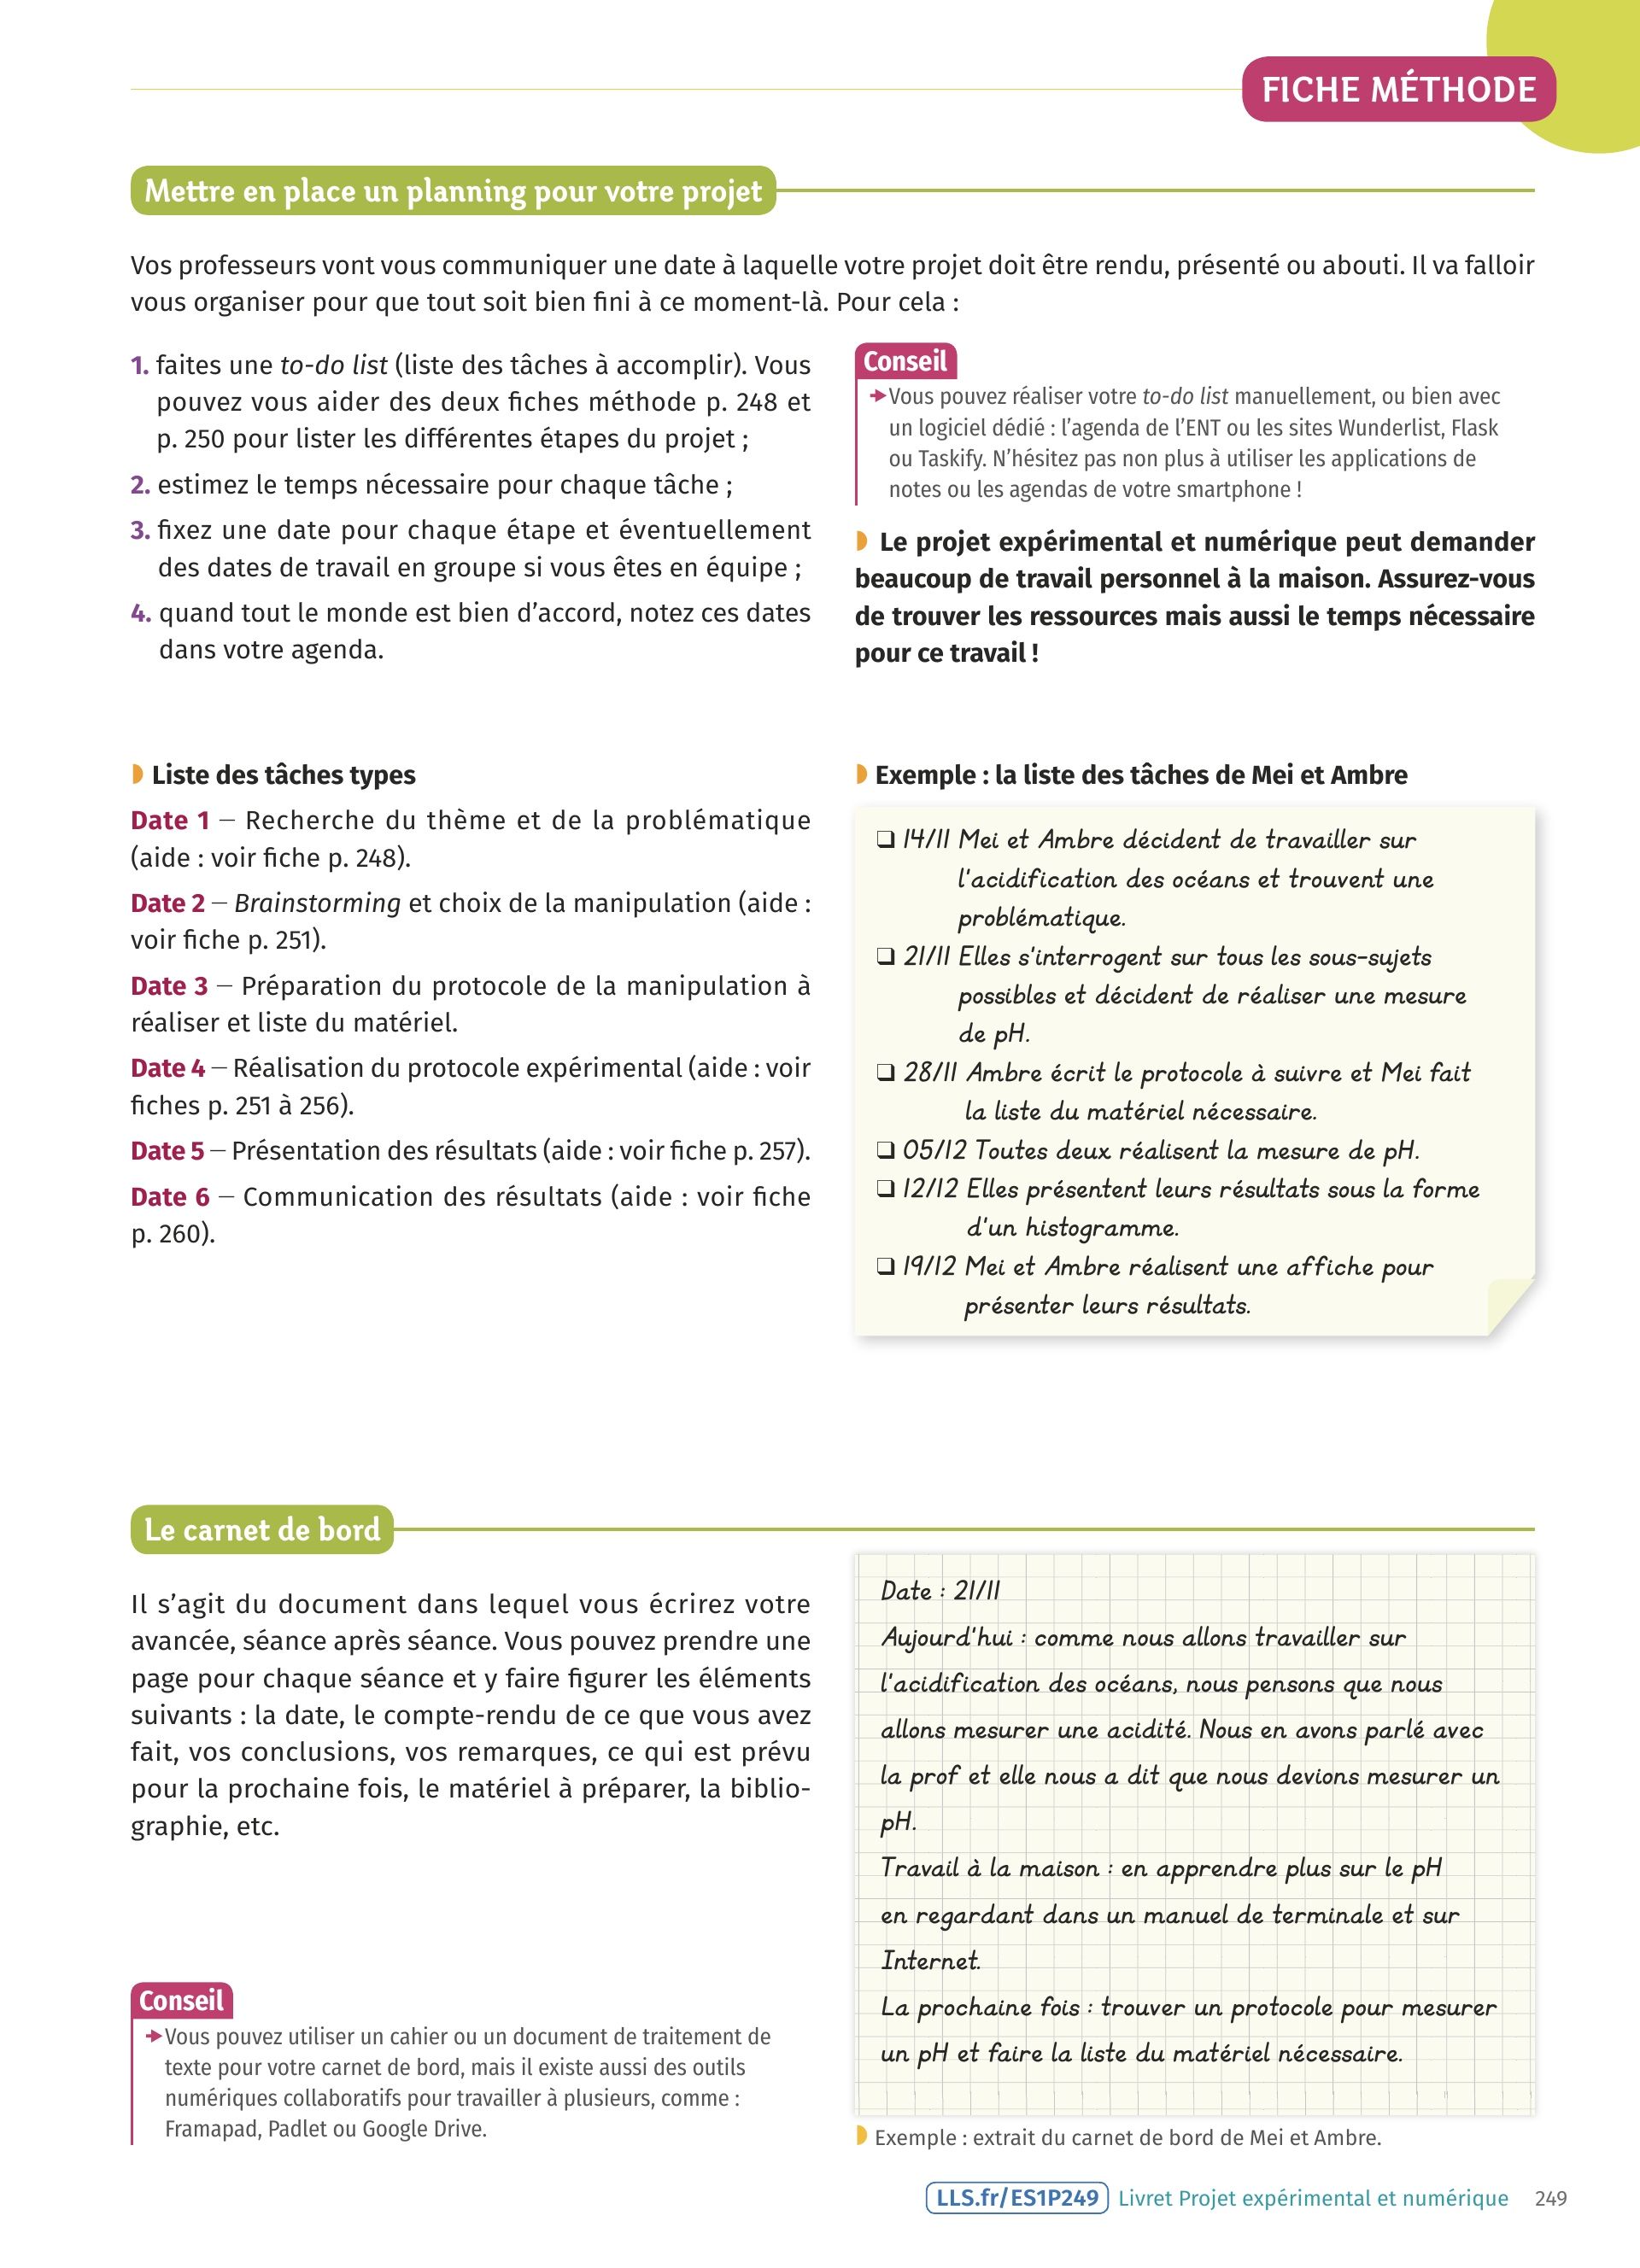 FICHE MÉTHODE
Mettre en place un planning pour votre projet
Vos professeurs vont vous communiquer une date à laquelle votre projet doit être rendu, présenté ou abouti. Il va falloir
vous organiser pour que tout soit bien fini à ce moment-là. Pour cela :
1. faites une to-do list (liste des tâches à accomplir). Vous
pouvez vous aider des deux fiches méthode p. 248 et
p. 250 pour lister les différentes étapes du projet ;
2. estimez le temps nécessaire pour chaque tâche ;
3. fixez une date pour chaque étape et éventuellement
des dates de travail en groupe si vous êtes en équipe ;
4. quand tout le monde est bien d’accord, notez ces dates
dans votre agenda.
Conseil
Vous pouvez réaliser votre to-do list manuellement, ou bien avec
un logiciel dédié : l’agenda de l’ENT ou les sites Wunderlist, Flask
ou Taskify. N’hésitez pas non plus à utiliser les applications de
notes ou les agendas de votre smartphone !
Le projet expérimental et numérique peut demander
beaucoup de travail personnel à la maison. Assurez-vous
de trouver les ressources mais aussi le temps nécessaire
pour ce travail !
Liste des tâches types
Date 1 – Recherche du thème et de la problématique
(aide : voir fiche p. 248).
Date 2 – Brainstorming et choix de la manipulation (aide :
voir fiche p. 251).
Date 3 – Préparation du protocole de la manipulation à
réaliser et liste du matériel.
Date 4 – Réalisation du protocole expérimental (aide : voir
fiches p. 251 à 256).
Date 5 – Présentation des résultats (aide : voir fiche p. 257).
Date 6 – Communication des résultats (aide : voir fiche
p. 260).
Exemple : la liste des tâches de Mei et Ambre
❑ 14/11 Mei et Ambre décident de travailler sur
l'acidification des océans et trouvent une
problématique.
❑ 21/11 Elles s'interrogent sur tous les sous-sujets
possibles et décident de réaliser une mesure
de pH.
❑ 28/11 Ambre écrit le protocole à suivre et Mei fait
la liste du matériel nécessaire.
❑ 05/12 Toutes deux réalisent la mesure de pH.
❑ 12/12 Elles présentent leurs résultats sous la forme
d'un histogramme.
❑ 19/12 Mei et Ambre réalisent une affiche pour
présenter leurs résultats.
Le carnet de bord
Il s’agit du document dans lequel vous écrirez votre
avancée, séance après séance. Vous pouvez prendre une
page pour chaque séance et y faire figurer les éléments
suivants : la date, le compte-rendu de ce que vous avez
fait, vos conclusions, vos remarques, ce qui est prévu
pour la prochaine fois, le matériel à préparer, la biblio-
graphie, etc.
Conseil
Vous pouvez utiliser un cahier ou un document de traitement de
texte pour votre carnet de bord, mais il existe aussi des outils
numériques collaboratifs pour travailler à plusieurs, comme :
Framapad, Padlet ou Google Drive.
Date : 21/11
Aujourd'hui : comme nous allons travailler sur
l'acidification des océans, nous pensons que nous
allons mesurer une acidité. Nous en avons parlé avec
la prof et elle nous a dit que nous devions mesurer un
pH.
Travail à la maison : en apprendre plus sur le pH
en regardant dans un manuel de terminale et sur
Internet.
La prochaine fois : trouver un protocole pour mesurer
un pH et faire la liste du matériel nécessaire.
Exemple : extrait du carnet de bord de Mei et Ambre.
LLS.fr/ES1P249 Livret Projet expérimental et numérique 249